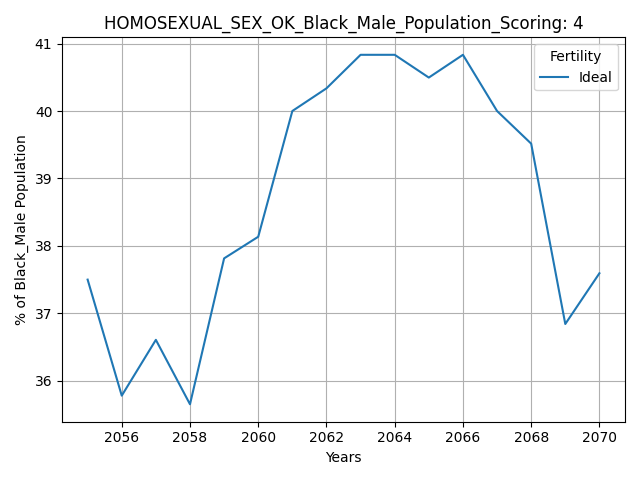 HOMOSEXUAL_SEX_OK_Black_Male_Population_Scoring: 4
% of Black_Male Population
41
40
39
38
37
36
Fertility
Ideal
2056 2058 2060 2062 2064 2066 2068 2070
Years